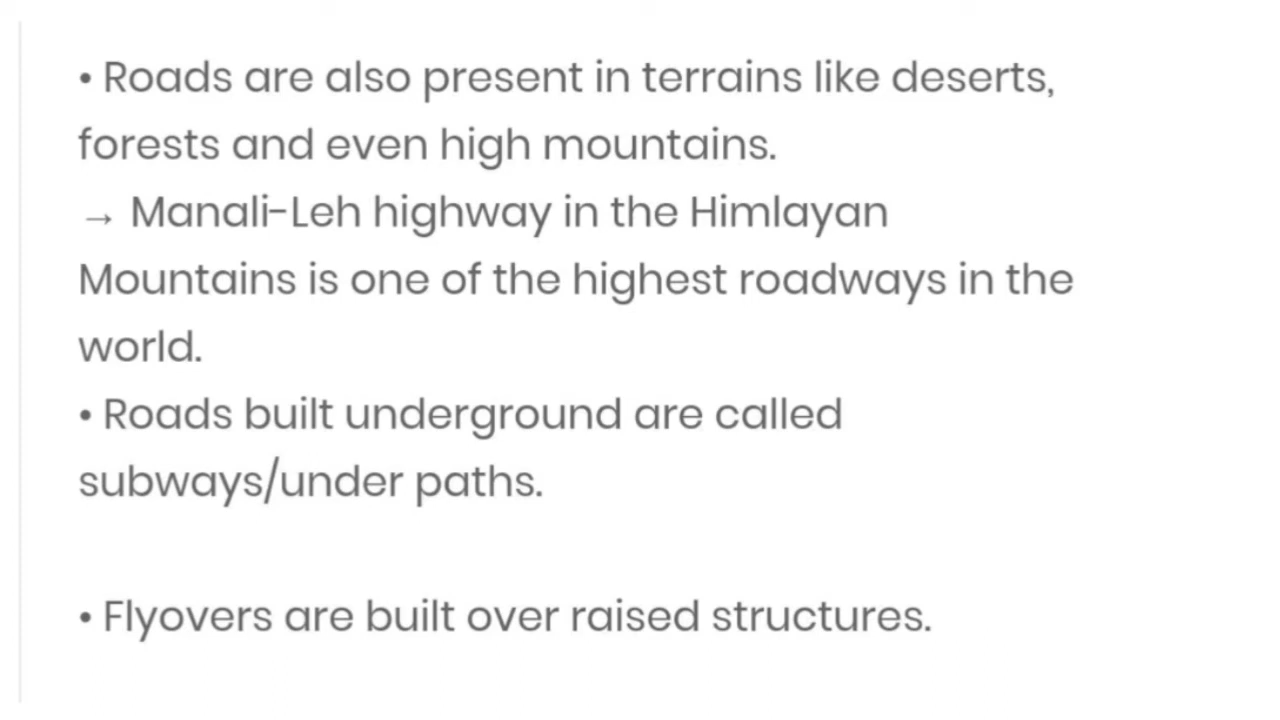 • Roads are also present in terrains like deserts,
forests and even high mountains.
→ Manali-Leh highway in the Himlayan
Mountains is one of the highest roadways in the
world.
• Roads built underground are called
subways/under paths.
• Flyovers are built over raised structures.